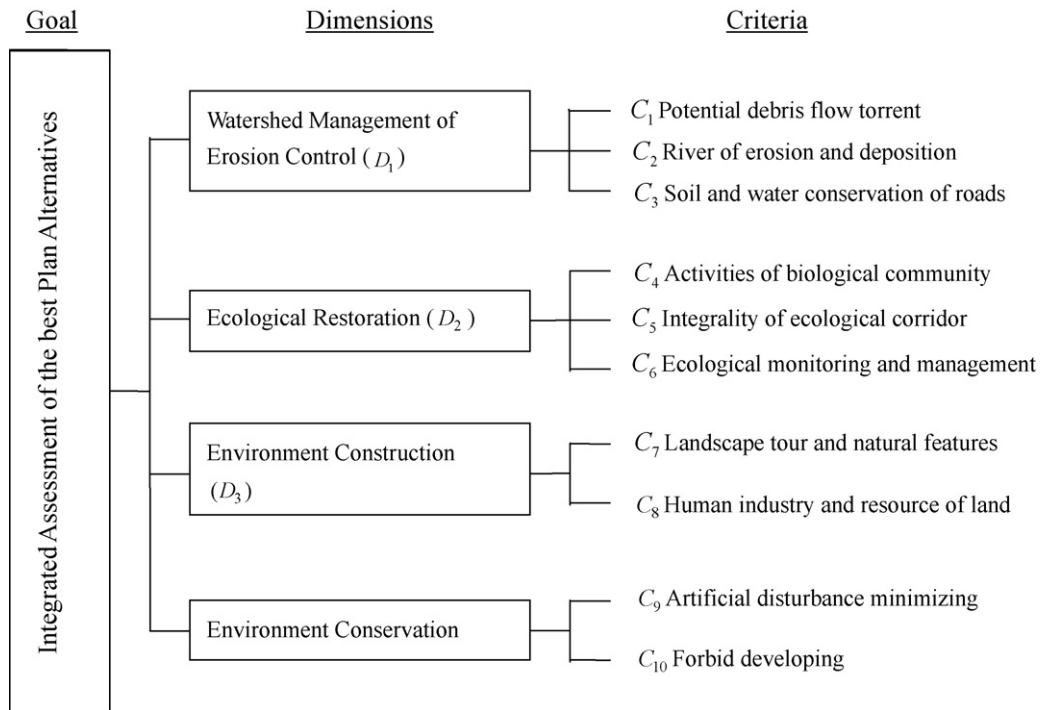 Goal
Dimensions
Criteria
Integrated Assessment of the best Plan Alternatives
Watershed Management of
Erosion Control (D₁)
C₁ Potential debris flow torrent
C₂ River of erosion and deposition
C₃ Soil and water conservation of roads
Ecological Restoration (D₂)
C₄ Activities of biological community
C₅ Integrality of ecological corridor
C₆ Ecological monitoring and management
Environment Construction
(D₃)
C₇ Landscape tour and natural features
C₈ Human industry and resource of land
Environment Conservation
C₉ Artificial disturbance minimizing
C₁₀ Forbid developing